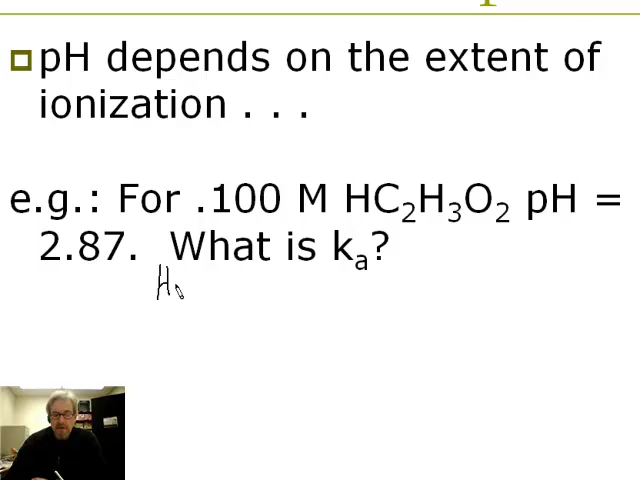 pH depends on the extent of
ionization . . .
e.g.: For .100 M HC₂H₃O₂ pH =
2.87. What is kₐ?
H